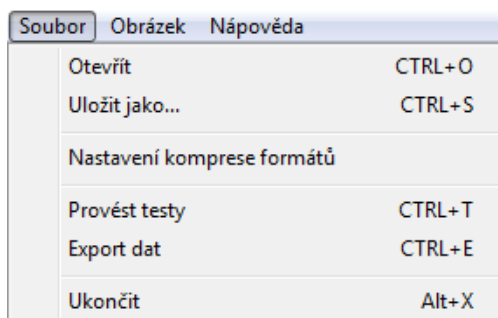 Soubor Obrázek Nápověda
Otevřít CTRL+O
Uložit jako... CTRL+S
Nastavení komprese formátů
Provést testy CTRL+T
Export dat CTRL+E
Ukončit Alt+X